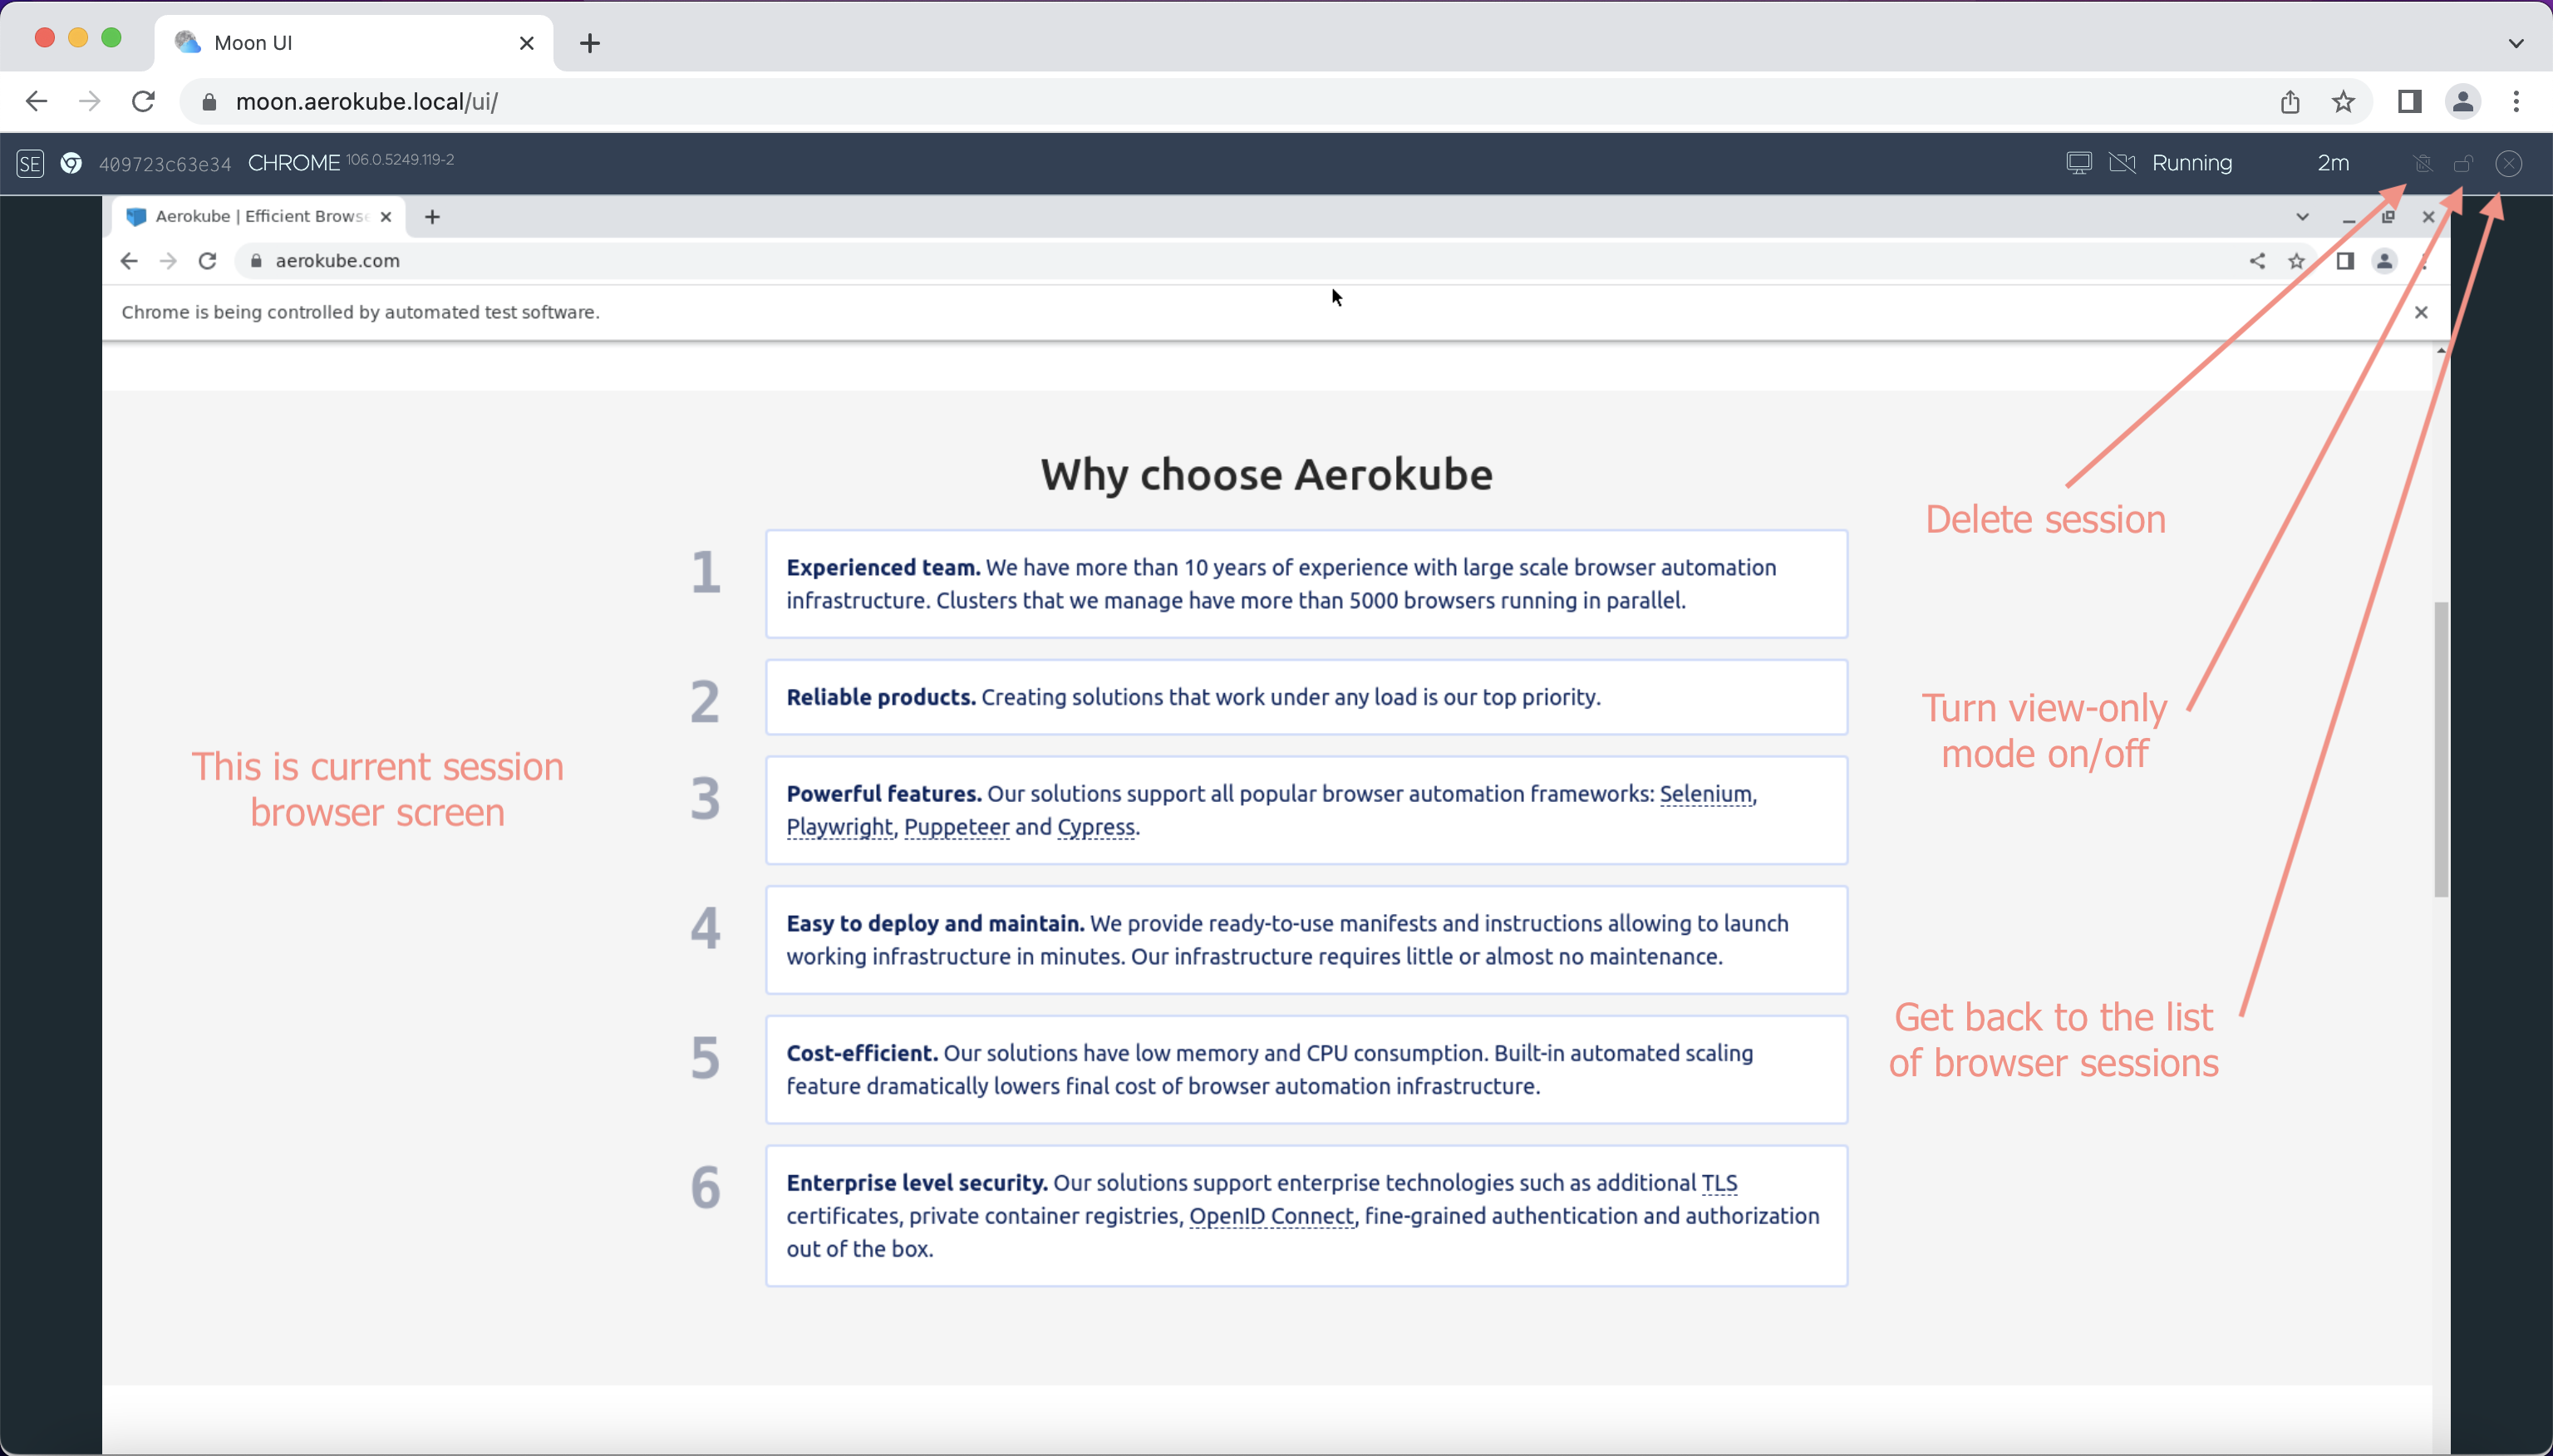 Moon UI
moon.aerokube.local/ui/
SE 409723c63e34 CHROME 106.0.5249.119-2 Running 2m
Aerokube | Efficient Browse
aerokube.com
Chrome is being controlled by automated test software.
Why choose Aerokube
1
Experienced team. We have more than 10 years of experience with large scale browser automation
infrastructure. Clusters that we manage have more than 5000 browsers running in parallel.
2
Reliable products. Creating solutions that work under any load is our top priority.
3
Powerful features. Our solutions support all popular browser automation frameworks: Selenium,
Playwright, Puppeteer and Cypress.
4
Easy to deploy and maintain. We provide ready-to-use manifests and instructions allowing to launch
working infrastructure in minutes. Our infrastructure requires little or almost no maintenance.
5
Cost-efficient. Our solutions have low memory and CPU consumption. Built-in automated scaling
feature dramatically lowers final cost of browser automation infrastructure.
6
Enterprise level security. Our solutions support enterprise technologies such as additional TLS
certificates, private container registries, OpenID Connect, fine-grained authentication and authorization
out of the box.
This is current session
browser screen
Delete session
Turn view-only
mode on/off
Get back to the list
of browser sessions